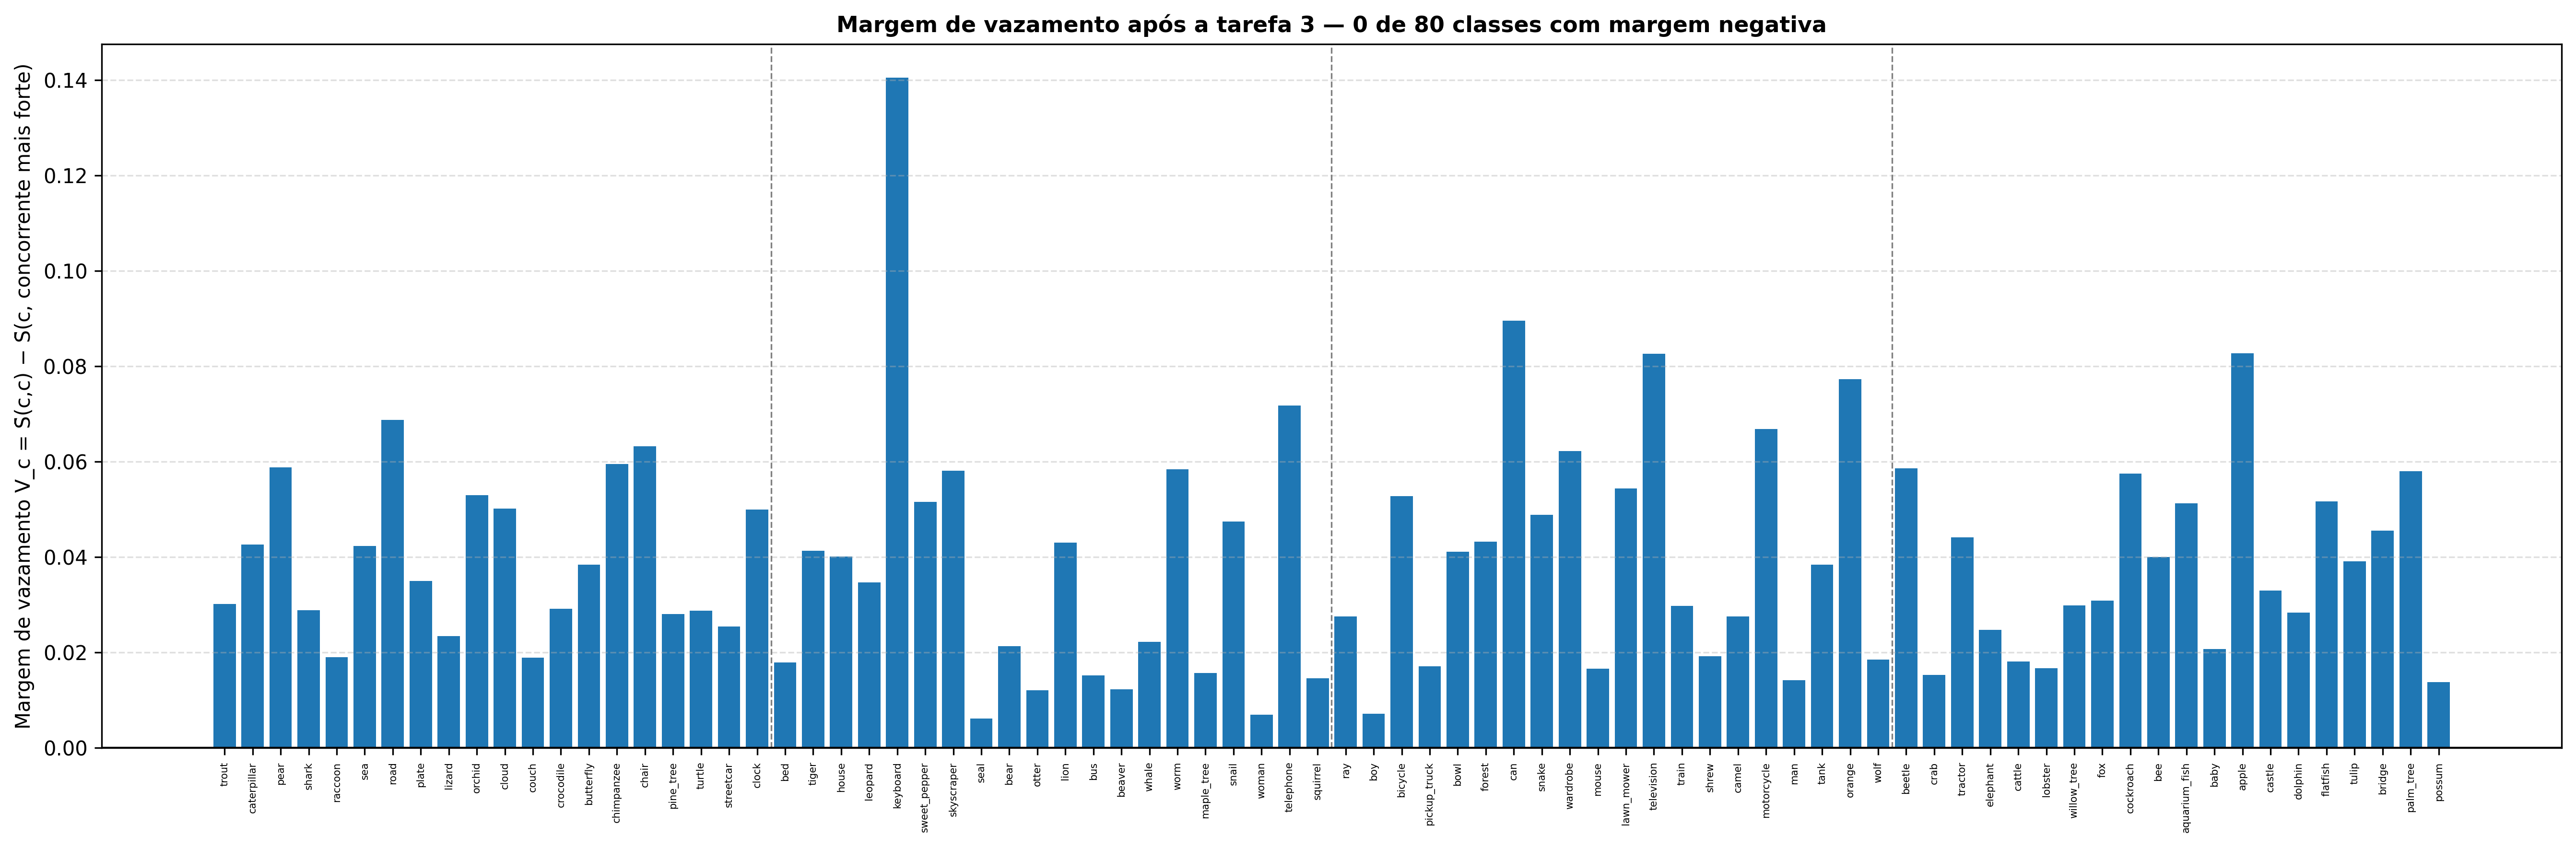 Margem de vazamento após a tarefa 3 — 0 de 80 classes com margem negativa
Margem de vazamento V_c = S(c,c) − S(c, concorrente mais forte)
0.14
0.12
0.10
0.08
0.06
0.04
0.02
0.00
trout
caterpillar
pear
shark
raccoon
sea
road
plate
lizard
orchid
cloud
couch
crocodile
butterfly
chimpanzee
chair
pine_tree
turtle
streetcar
clock
bed
tiger
house
leopard
keyboard
sweet_pepper
skyscraper
seal
bear
otter
lion
bus
beaver
whale
worm
maple_tree
snail
woman
telephone
squirrel
ray
boy
bicycle
pickup_truck
bowl
forest
can
snake
wardrobe
mouse
lawn_mower
television
train
shrew
camel
motorcycle
man
tank
orange
wolf
beetle
crab
tractor
elephant
cattle
lobster
willow_tree
fox
cockroach
bee
aquarium_fish
baby
apple
castle
dolphin
flatfish
tulip
bridge
palm_tree
possum